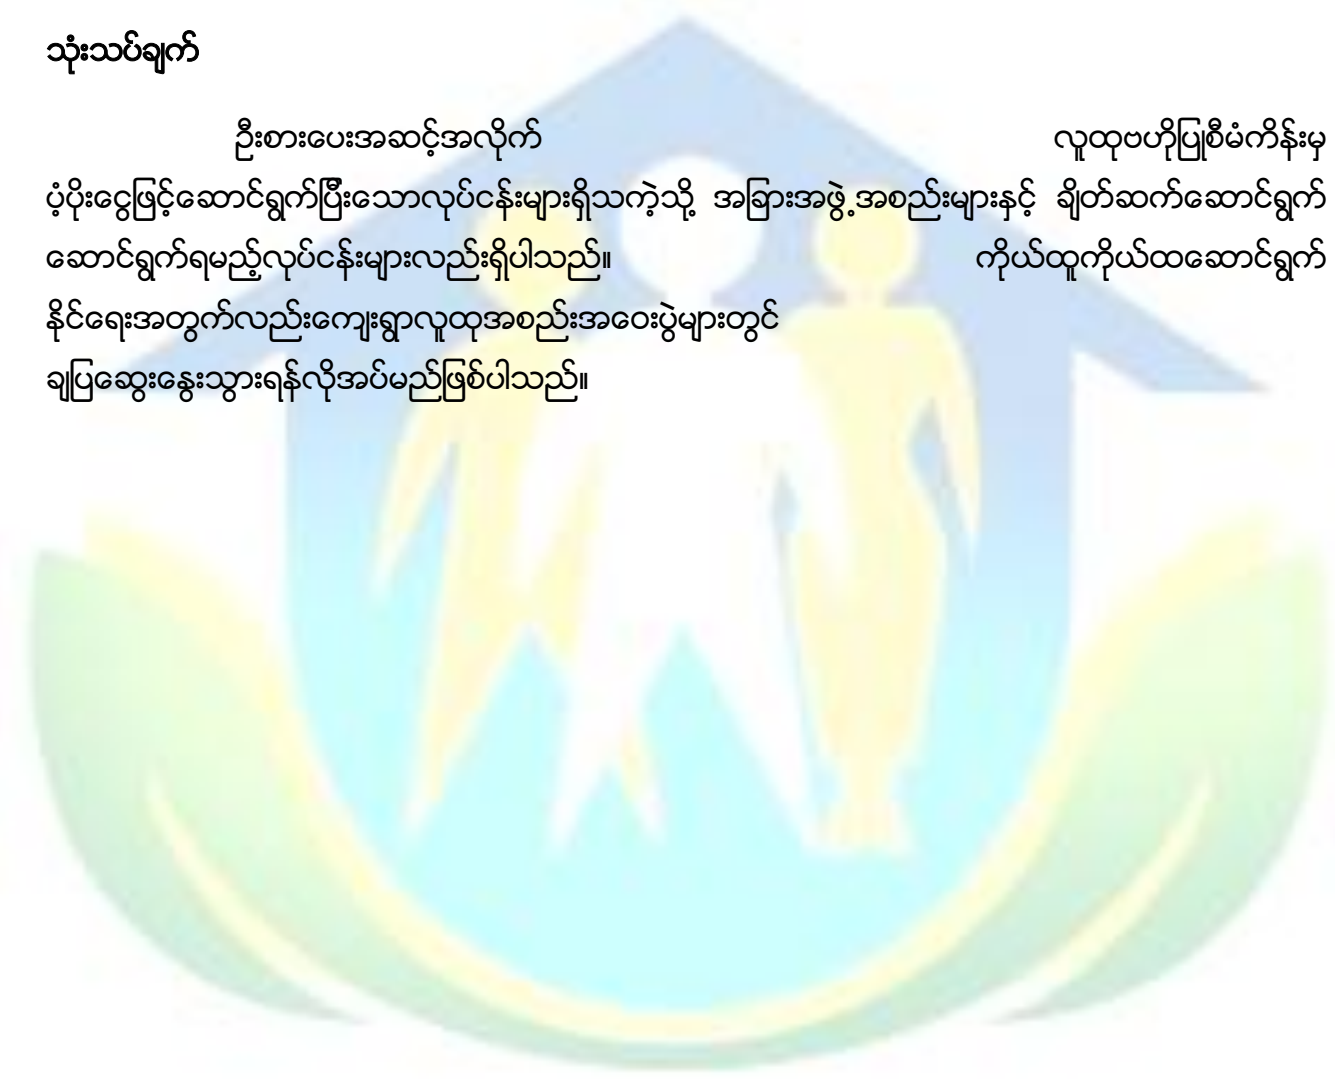 သုံးသပ်ချက်
ဦးစားပေးအဆင့်အလိုက် လူထုဗဟိုပြုစီမံကိန်းမှ
ပံ့ပိုးငွေဖြင့်ဆောင်ရွက်ပြီးသောလုပ်ငန်းများရှိသကဲ့သို့ အခြားအဖွဲ့အစည်းများနှင့် ချိတ်ဆက်ဆောင်ရွက်
ဆောင်ရွက်ရမည့်လုပ်ငန်းများလည်းရှိပါသည်။ ကိုယ်ထူကိုယ်ထဆောင်ရွက်
နိုင်ရေးအတွက်လည်းကျေးရွာလူထုအစည်းအဝေးပွဲများတွင်
ချပြဆွေးနွေးသွားရန်လိုအပ်မည်ဖြစ်ပါသည်။